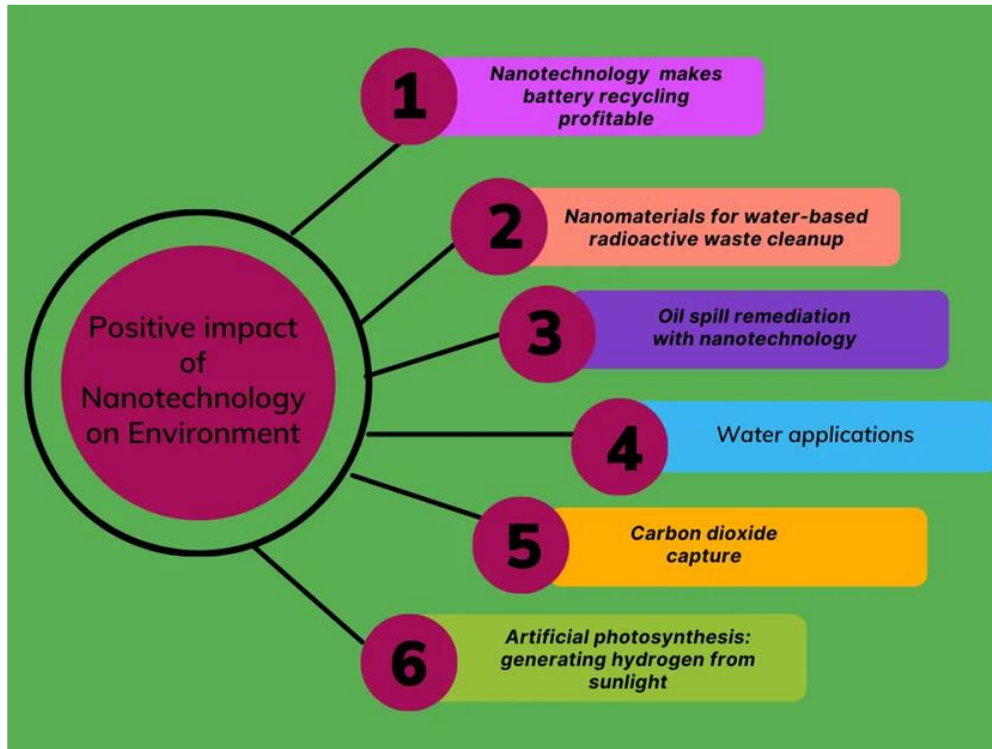 Positive impact
of
Nanotechnology
on Environment
1
Nanotechnology makes
battery recycling
profitable
2
Nanomaterials for water-based
radioactive waste cleanup
3
Oil spill remediation
with nanotechnology
4
Water applications
5
Carbon dioxide
capture
6
Artificial photosynthesis:
generating hydrogen from
sunlight